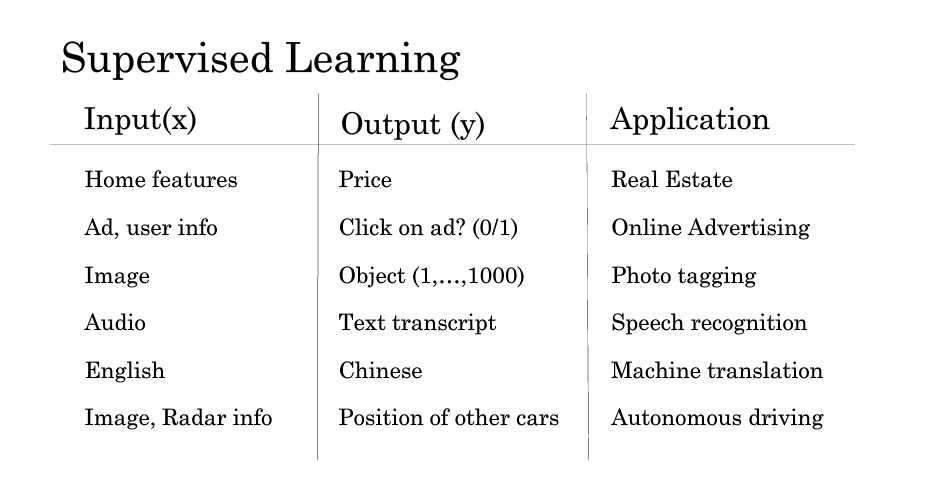 Supervised Learning
Input(x) Output (y) Application
Home features Price Real Estate
Ad, user info Click on ad? (0/1) Online Advertising
Image Object (1,…,1000) Photo tagging
Audio Text transcript Speech recognition
English Chinese Machine translation
Image, Radar info Position of other cars Autonomous driving